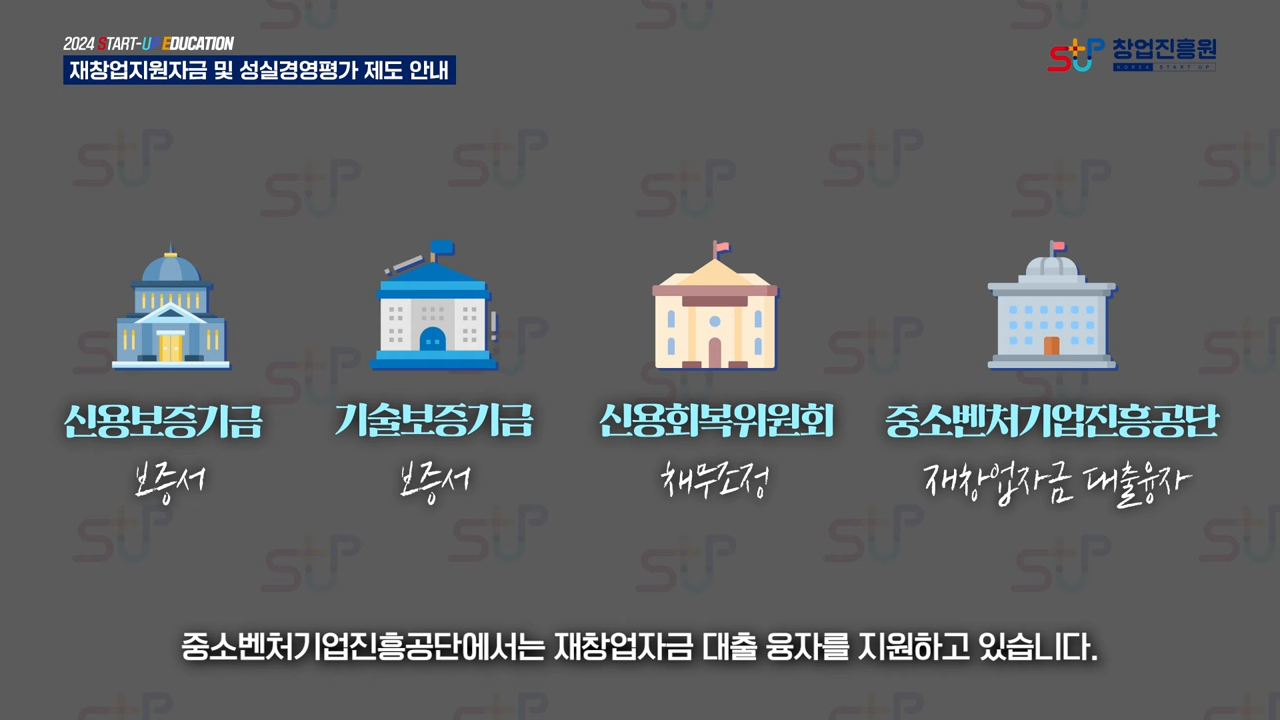 2024 START-UP EDUCATION
재창업지원자금 및 성실경영평가 제도 안내
StUP 창업진흥원
KOREA START UP
신용보증기금
기술보증기금
신용회복위원회
중소벤처기업진흥공단
보증서
보증서
채무조정
재창업자금 대출융자
중소벤처기업진흥공단에서는 재창업자금 대출 융자를 지원하고 있습니다.